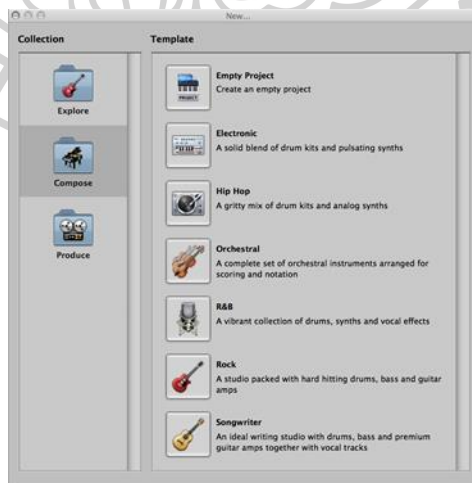 New...
Collection
Template
Explore
Compose
Produce
Empty Project
Create an empty project
PROJECT
Electronic
A solid blend of drum kits and pulsating synths
Hip Hop
A gritty mix of drum kits and analog synths
Orchestral
A complete set of orchestral instruments arranged for
scoring and notation
R&B
A vibrant collection of drums, synths and vocal effects
Rock
A studio packed with hard hitting drums, bass and guitar
amps
Songwriter
An ideal writing studio with drums, bass and premium
guitar amps together with vocal tracks